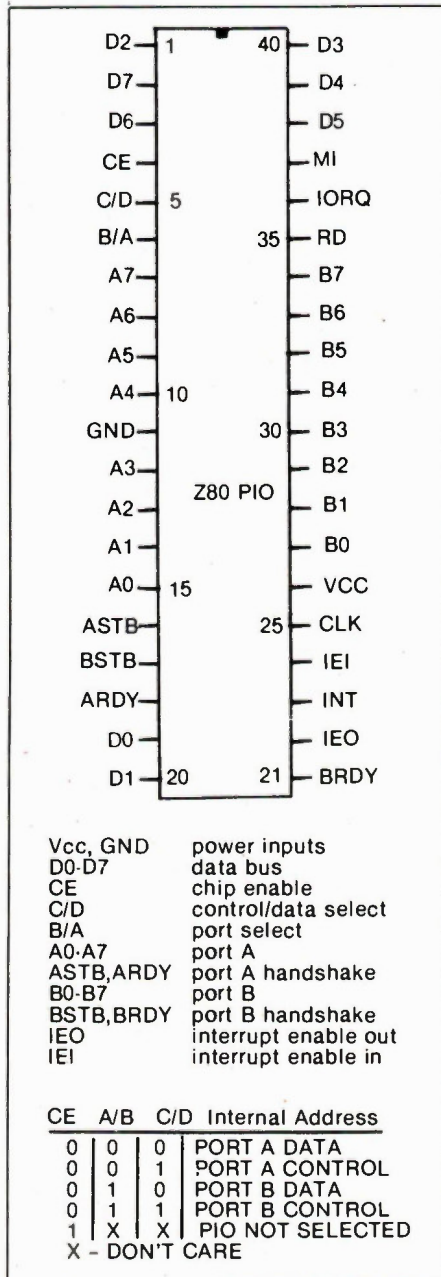 D2 1 40 D3
D7 D4
D6 D5
CE MI
C/D 5 IORQ
B/A 35 RD
A7 B7
A6 B6
A5 B5
A4 10 B4
GND 30 B3
A3 B2
Z80 PIO
A2 B1
A1 B0
A0 15 VCC
ASTB 25 CLK
BSTB IEI
ARDY INT
D0 IEO
D1 20 21 BRDY
Vcc, GND power inputs
D0-D7 data bus
CE chip enable
C/D control/data select
B/A port select
A0-A7 port A
ASTB,ARDY port A handshake
B0-B7 port B
BSTB,BRDY port B handshake
IEO interrupt enable out
IEI interrupt enable in
CE A/B C/D Internal Address
0 0 0 PORT A DATA
0 0 1 PORT A CONTROL
0 1 0 PORT B DATA
0 1 1 PORT B CONTROL
1 X X PIO NOT SELECTED
X - DON'T CARE